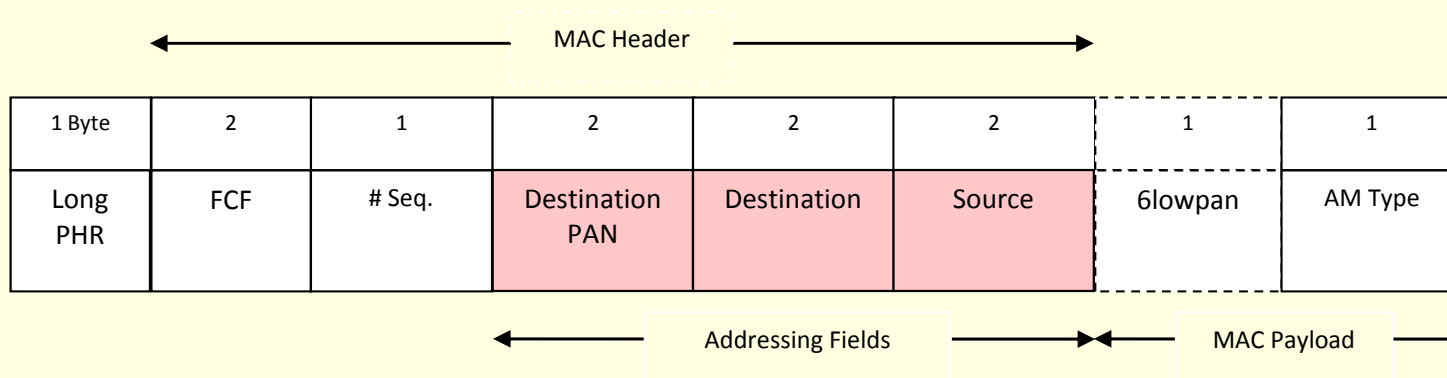 MAC Header
1 Byte 2 1 2 2 2 1 1
Long FCF # Seq. Destination Destination Source 6lowpan AM Type
PHR PAN
Addressing Fields MAC Payload